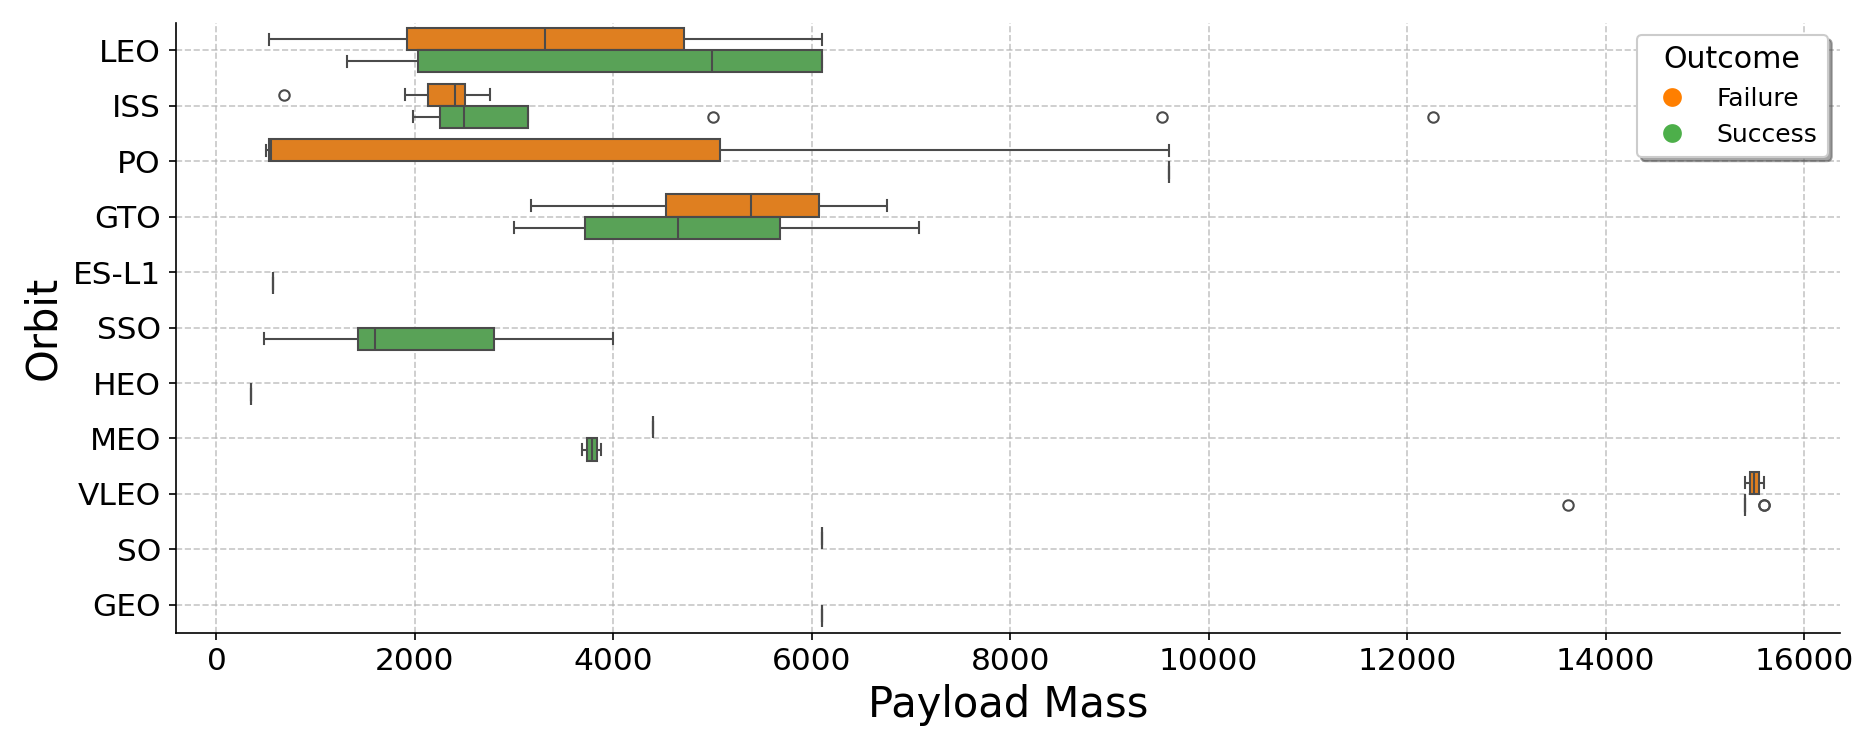 LEO
ISS
PO
GTO
ES-L1
SSO
HEO
MEO
VLEO
SO
GEO
Orbit
Outcome
Failure
Success
0 2000 4000 6000 8000 10000 12000 14000 16000
Payload Mass